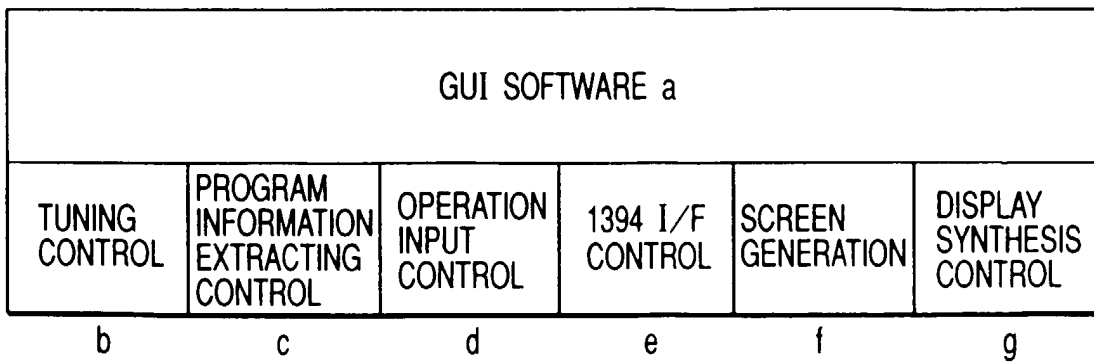 GUI SOFTWARE a
TUNING
CONTROL
PROGRAM
INFORMATION
EXTRACTING
CONTROL
OPERATION
INPUT
CONTROL
1394 I/F
CONTROL
SCREEN
GENERATION
DISPLAY
SYNTHESIS
CONTROL
b
c
d
e
f
g